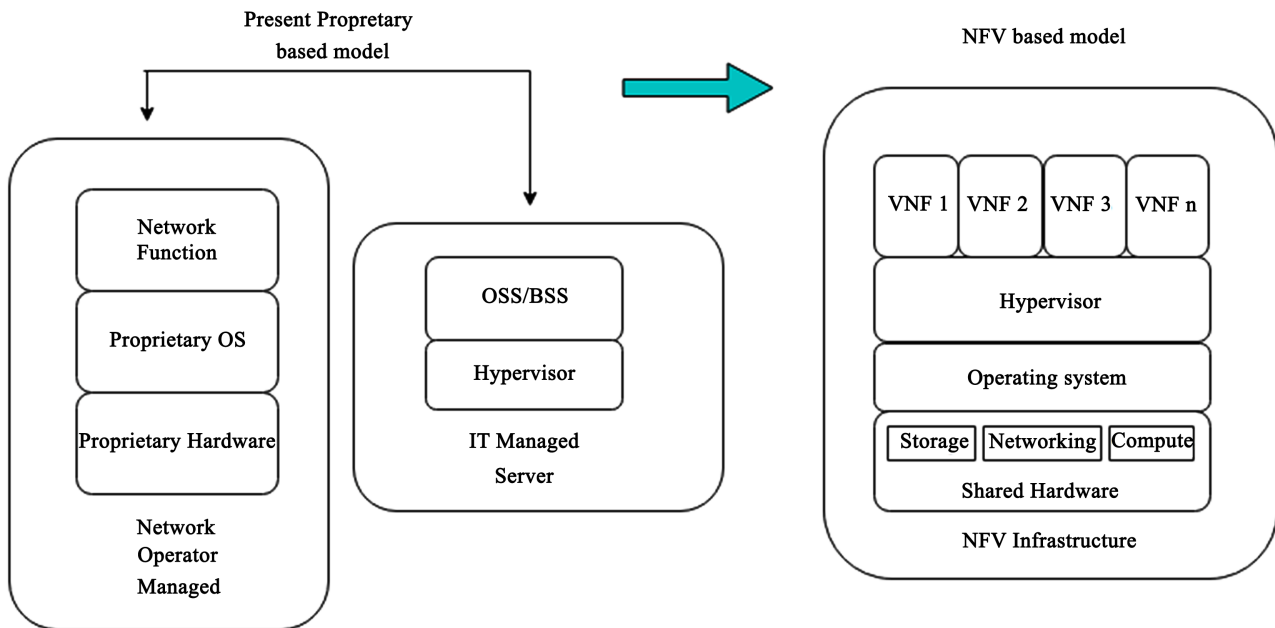 Present Propretary
based model
Network
Function
Proprietary OS
Proprietary Hardware
Network
Operator
Managed
OSS/BSS
Hypervisor
IT Managed
Server
NFV based model
VNF 1
VNF 2
VNF 3
VNF n
Hypervisor
Operating system
Storage
Networking
Compute
Shared Hardware
NFV Infrastructure